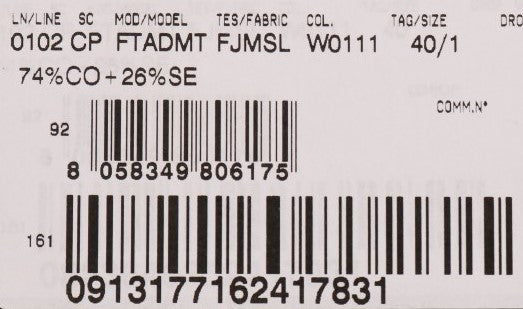 LN/LINE SC MOD/MODEL TES/FABRIC COL. TAG/SIZE DRO
0102 CP FTADMT FJMSL W0111 40/1
74%CO+26%SE
COMM.N°
92
8 058349 806175
161
0913177162417831